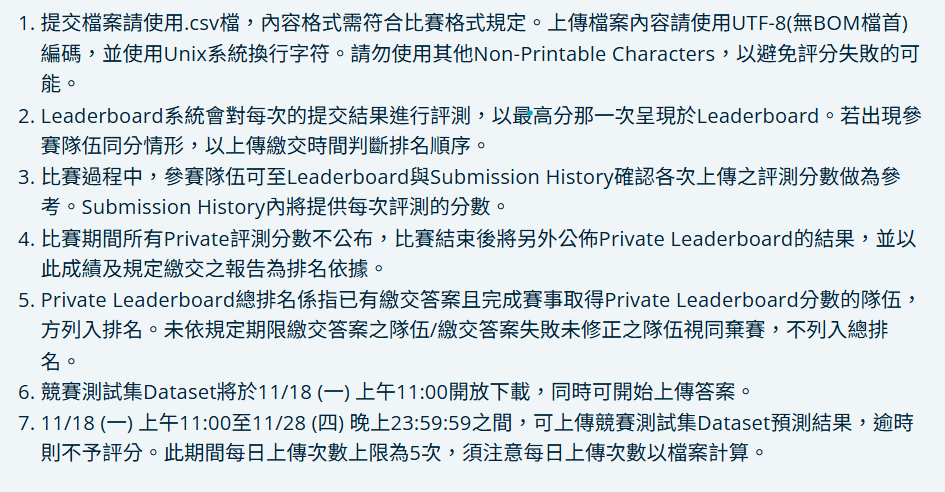 1. 提交檔案請使用.csv檔，內容格式需符合比賽格式規定。上傳檔案內容請使用UTF-8(無BOM檔首)
編碼，並使用Unix系統換行字符。請勿使用其他Non-Printable Characters，以避免評分失敗的可
能。
2. Leaderboard系統會對每次的提交結果進行評測，以最高分那一次呈現於Leaderboard。若出現參
賽隊伍同分情形，以上傳繳交時間判斷排名順序。
3. 比賽過程中，參賽隊伍可至Leaderboard與Submission History確認各次上傳之評測分數做為參
考。Submission History內將提供每次評測的分數。
4. 比賽期間所有Private評測分數不公布，比賽結束後將另外公佈Private Leaderboard的結果，並以
此成績及規定繳交之報告為排名依據。
5. Private Leaderboard總排名係指已有繳交答案且完成賽事取得Private Leaderboard分數的隊伍，
方列入排名。未依規定期限繳交答案之隊伍/繳交答案失敗未修正之隊伍視同棄賽，不列入總排
名。
6. 競賽測試集Dataset將於11/18 (一) 上午11:00開放下載，同時可開始上傳答案。
7. 11/18 (一) 上午11:00至11/28 (四) 晚上23:59:59之間，可上傳競賽測試集Dataset預測結果，逾時
則不予評分。此期間每日上傳次數上限為5次，須注意每日上傳次數以檔案計算。